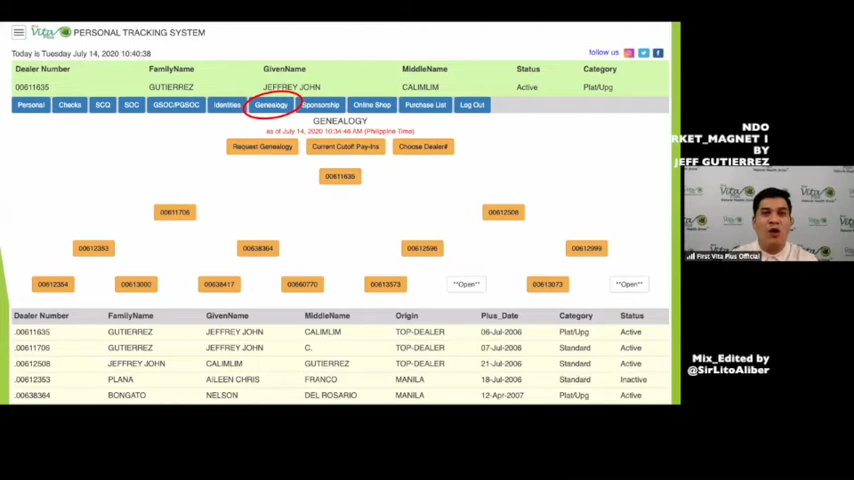 Vita Plus PERSONAL TRACKING SYSTEM
Today is Tuesday July 14, 2020 10:40:38
follow us
Dealer Number FamilyName GivenName MiddleName Status Category
00611635 GUTIERREZ JEFFREY JOHN CALIMLIM Active Plat/Upg
Personal Checks SCQ SOC GSOC/PGSOC Identities Genealogy Sponsorship Online Shop Purchase List Log Out
GENEALOGY
as of July 14, 2020 10:34:46 AM (Philippine Time)
Request Genealogy Current Cutoff Pay-Ins Choose Dealer#
00611635
00611706 00612508
00612353 00638364 00612596 00612999
00612354 00613000 00638417 00660770 00613573 **Open** 00613073 **Open**
Dealer Number FamilyName GivenName MiddleName Origin Plus_Date Category Status
.00611635 GUTIERREZ JEFFREY JOHN CALIMLIM TOP-DEALER 06-Jul-2006 Plat/Upg Active
.00611706 GUTIERREZ JEFFREY JOHN C. TOP-DEALER 07-Jul-2006 Standard Active
.00612508 JEFFREY JOHN CALIMLIM GUTIERREZ TOP-DEALER 21-Jul-2006 Standard Active
.00612353 PLANA AILEEN CHRIS FRANCO MANILA 18-Jul-2006 Standard Inactive
.00638364 BONGATO NELSON DEL ROSARIO MANILA 12-Apr-2007 Standard Active
NDO
RKET_MAGNET I
BY
JEFF GUTIERREZ
Vita Plus
First Vita Plus Official
Mix_Edited by
@SirLitoAliber